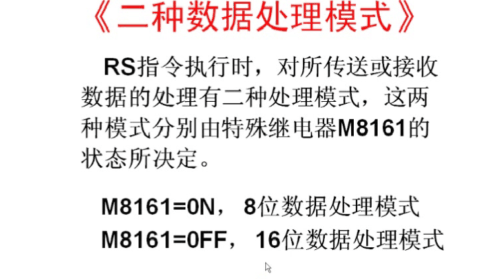 《二种数据处理模式》
RS指令执行时，对所传送或接收
数据的处理有二种处理模式，这两
种模式分别由特殊继电器M8161的
状态所决定。
M8161=0N，8位数据处理模式
M8161=0FF，16位数据处理模式